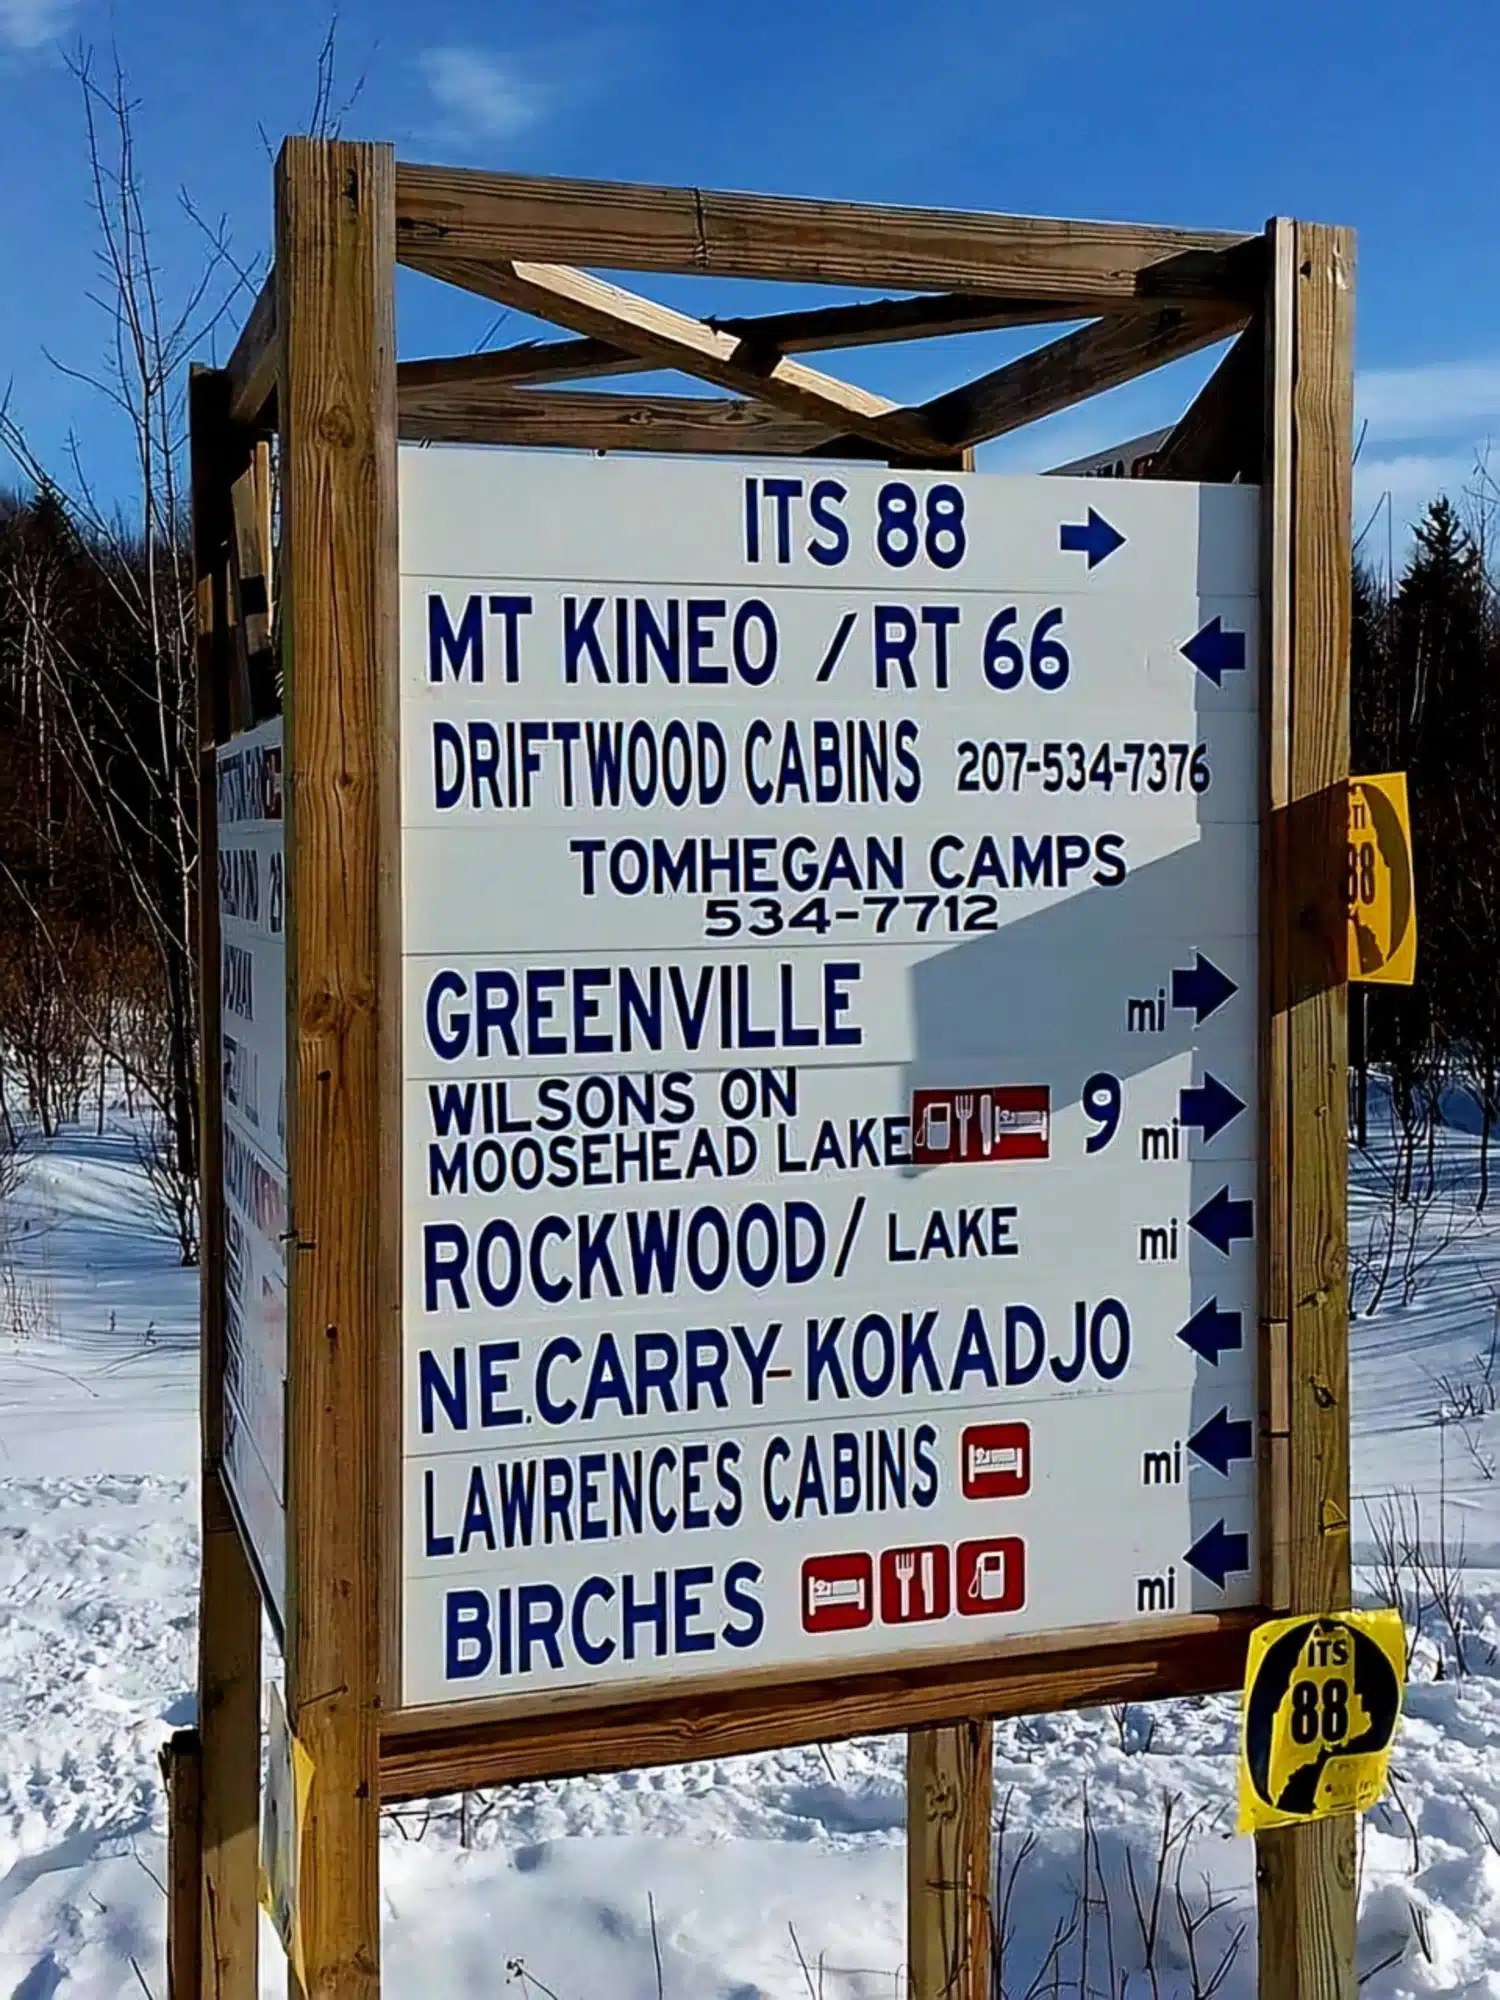 ITS 88
MT KINEO / RT 66
DRIFTWOOD CABINS 207-534-7376
TOMHEGAN CAMPS
534-7712
GREENVILLE mi
WILSONS ON
MOOSEHEAD LAKE 9 mi
ROCKWOOD/ LAKE mi
NE.CARRY-KOKADJO
LAWRENCES CABINS mi
BIRCHES mi
88
ITS
88